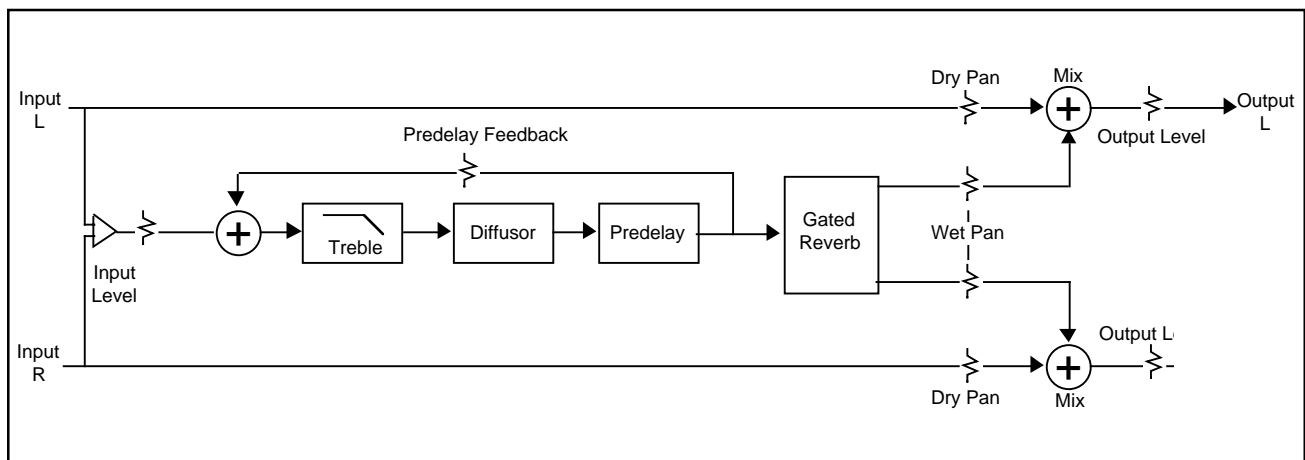 Dry Pan
Mix
Input
L
Output
L
Output Level
Predelay Feedback
Gated
Reverb
Treble
Diffusor
Predelay
Wet Pan
Input
Level
Input
R
Output L
Dry Pan
Mix